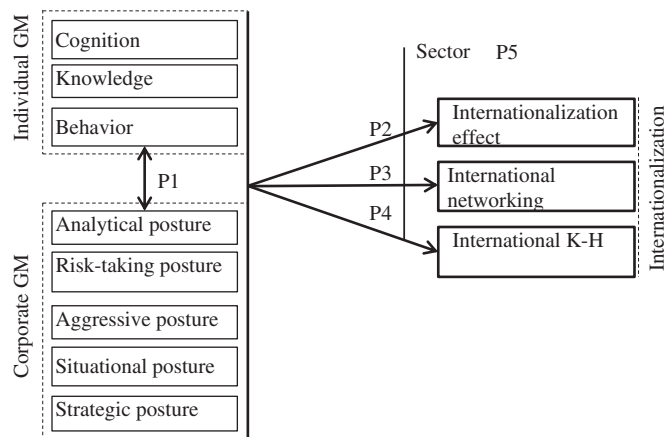 Individual GM
Cognition
Knowledge
Behavior
P1
Corporate GM
Analytical posture
Risk-taking posture
Aggressive posture
Situational posture
Strategic posture
Sector P5
P2
P3
P4
Internationalization
effect
International
networking
International K-H
Internationalization